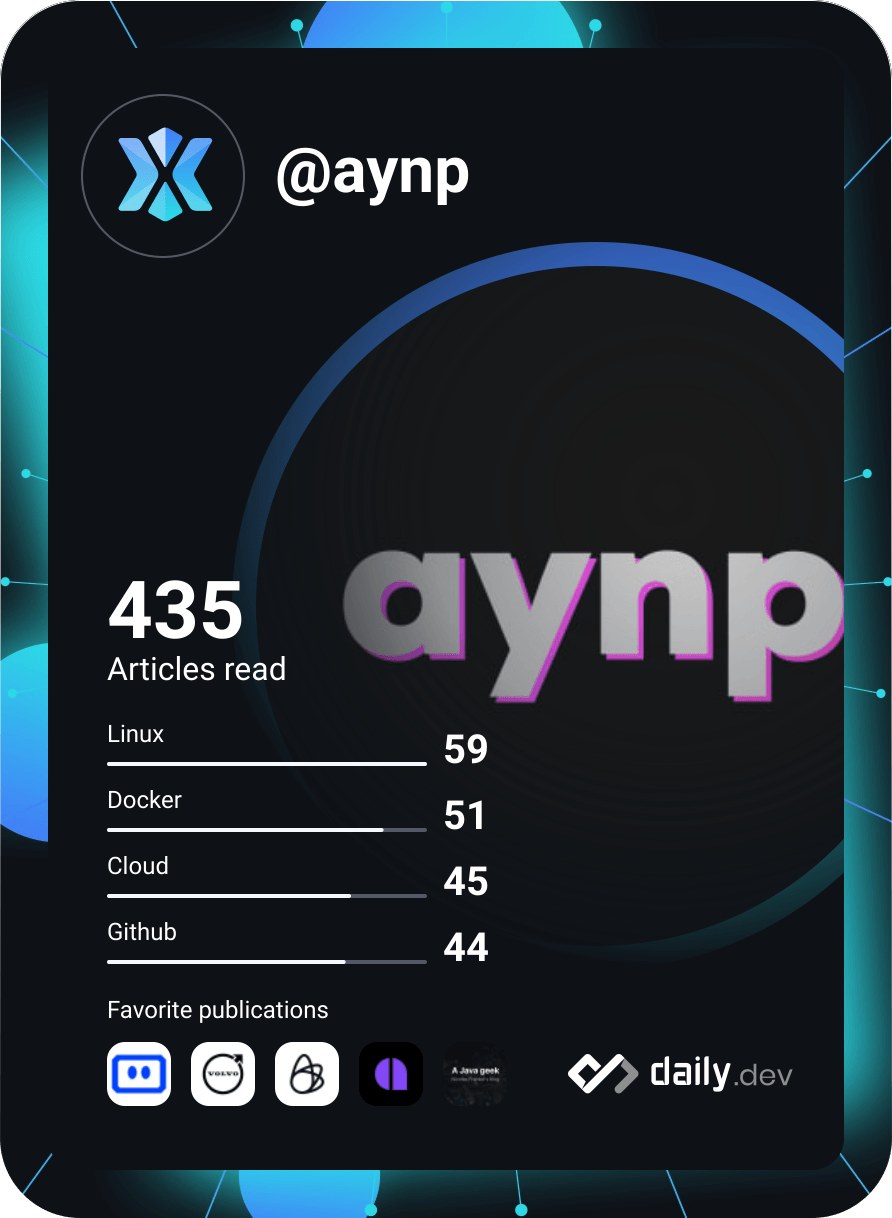 @aynp
aynp
435
Articles read
Linux
59
Docker
51
Cloud
45
Github
44
Favorite publications
VOLVO
A Java geek
daily.dev